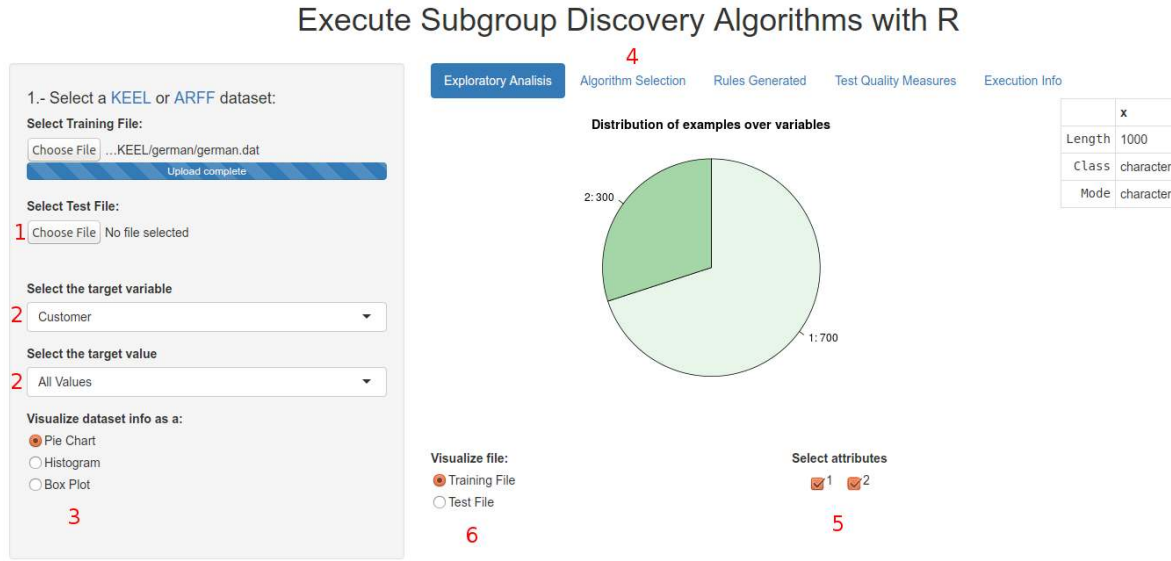 Execute Subgroup Discovery Algorithms with R
4
Exploratory Analisis Algorithm Selection Rules Generated Test Quality Measures Execution Info
1.- Select a KEEL or ARFF dataset:
Select Training File:
Choose File ...KEEL/german/german.dat
Upload complete
Select Test File:
1 Choose File No file selected
Select the target variable
2 Customer
Select the target value
2 All Values
Visualize dataset info as a:
Pie Chart
Histogram
Box Plot
3
Distribution of examples over variables
2: 300
1: 700
x
Length 1000
Class character
Mode character
Visualize file:
Training File
Test File
6
Select attributes
1 2
5